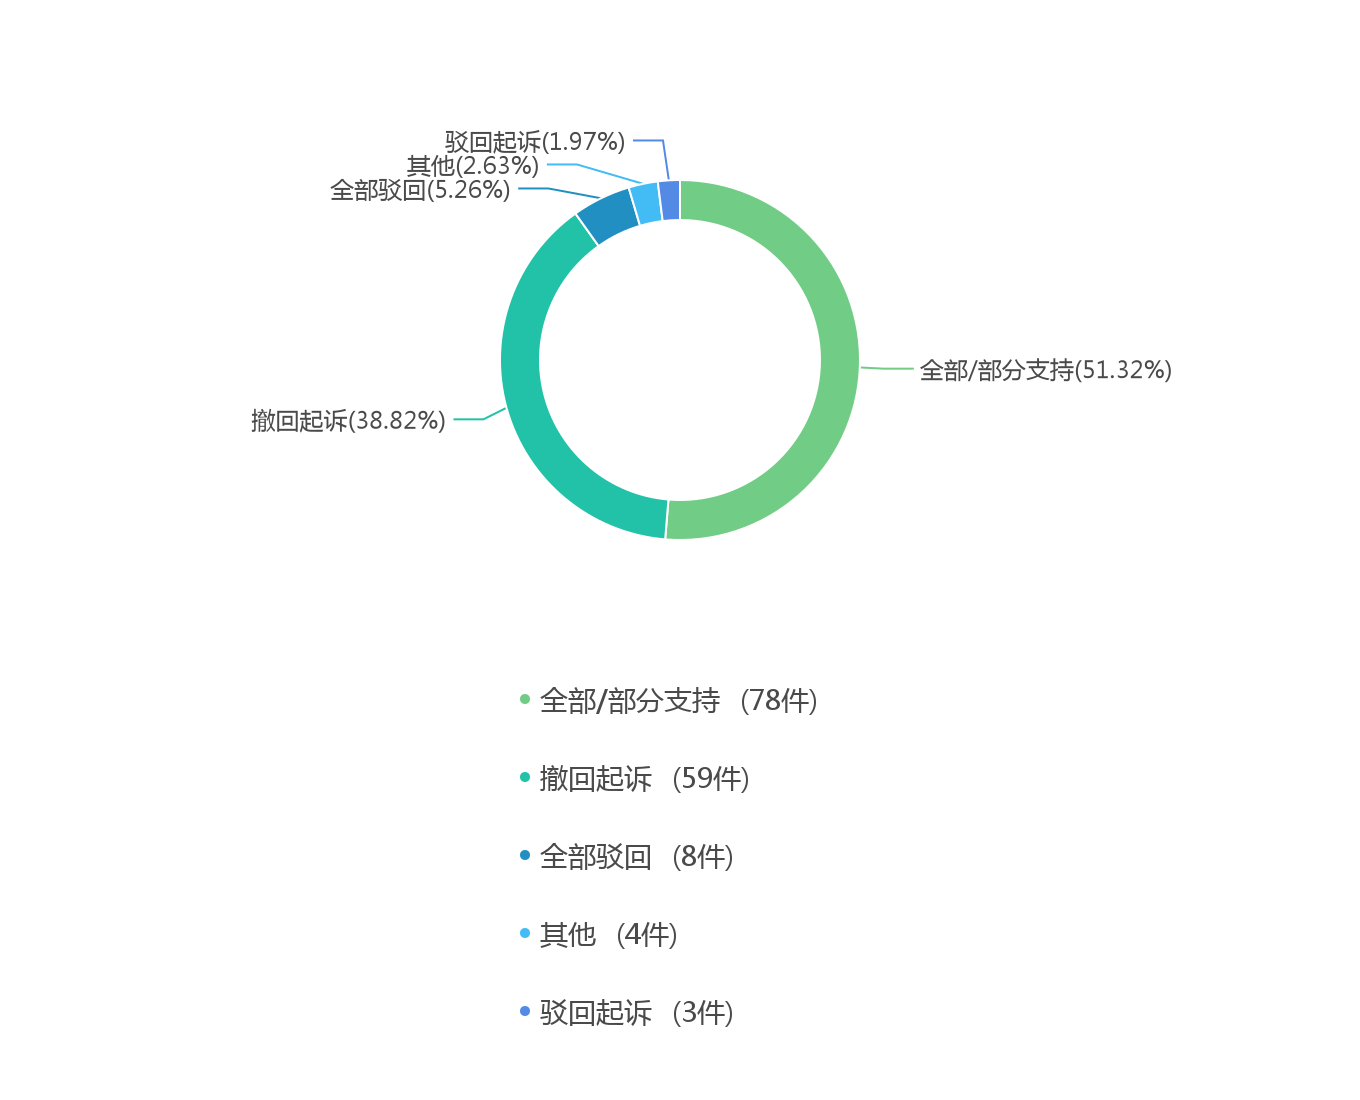 驳回起诉(1.97%)
其他(2.63%)
全部驳回(5.26%)
全部/部分支持(51.32%)
撤回起诉(38.82%)
全部/部分支持 (78件)
撤回起诉 (59件)
全部驳回 (8件)
其他 (4件)
驳回起诉 (3件)